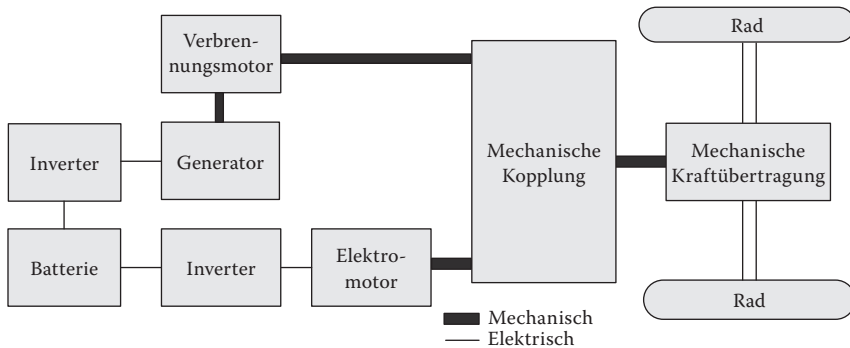 Verbren-
nungsmotor
Rad
Inverter
Generator
Mechanische
Kopplung
Mechanische
Kraftübertragung
Batterie
Inverter
Elektro-
motor
Rad
Mechanisch
Elektrisch